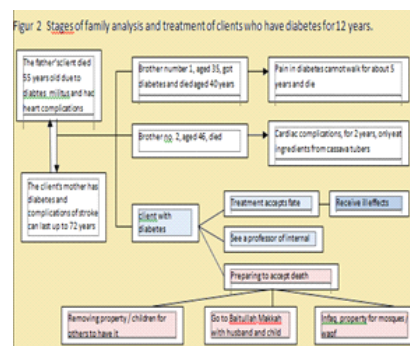 Figur 2 Stages of family analysis and treatment of clients who have diabetes for 12 years.
The father's client died
55 years old due to
diabtes militus and had
heart complications
Brother number 1, aged 35, got
diabetes and died aged 40 years
Pain in diabetes cannot walk for about 5
years and die
Brother no. 2, aged 46, died
Cardiac complications, for 2 years, only eat
ingredients from cassava tubers
The client's mother has
diabetes and
complications of stroke
can last up to 72 years
client with
diabetes
Treatment accepts fate
Receive ill effects
See a professor of internal
Preparing to accept death
Removing property / children for
others to have it
Go to Baitullah Makkah
with husband and child
Infaq property for mosques /
waqf